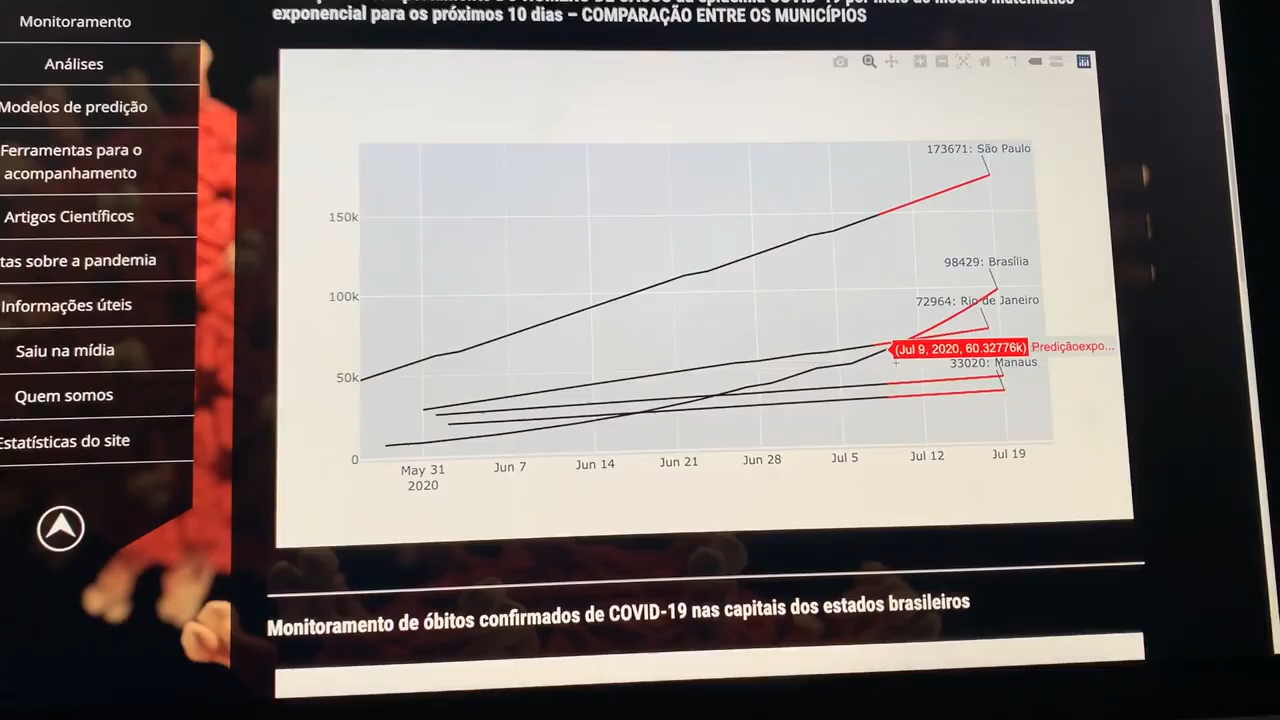 Monitoramento
Análises
Modelos de predição
Ferramentas para o
acompanhamento
Artigos Científicos
tas sobre a pandemia
Informações úteis
Saiu na mídia
Quem somos
Estatísticas do site
exponencial para os próximos 10 dias – COMPARAÇÃO ENTRE OS MUNICÍPIOS
173671: São Paulo
150k
98429: Brasília
100k
72964: Rio de Janeiro
(Jul 9, 2020, 60.32776k) Prediçãoexpo...
33020: Manaus
50k
0
May 31
2020
Jun 7
Jun 14
Jun 21
Jun 28
Jul 5
Jul 12
Jul 19
Monitoramento de óbitos confirmados de COVID-19 nas capitais dos estados brasileiros